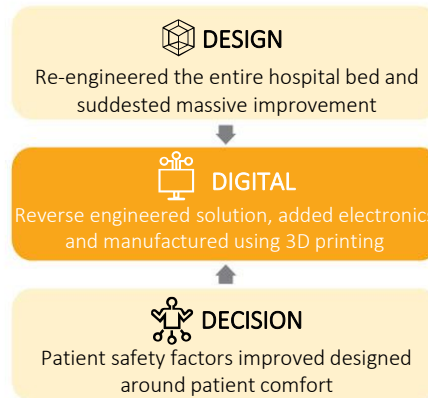 DESIGN
Re-engineered the entire hospital bed and
suddested massive improvement
DIGITAL
Reverse engineered solution, added electronics
and manufactured using 3D printing
DECISION
Patient safety factors improved designed
around patient comfort